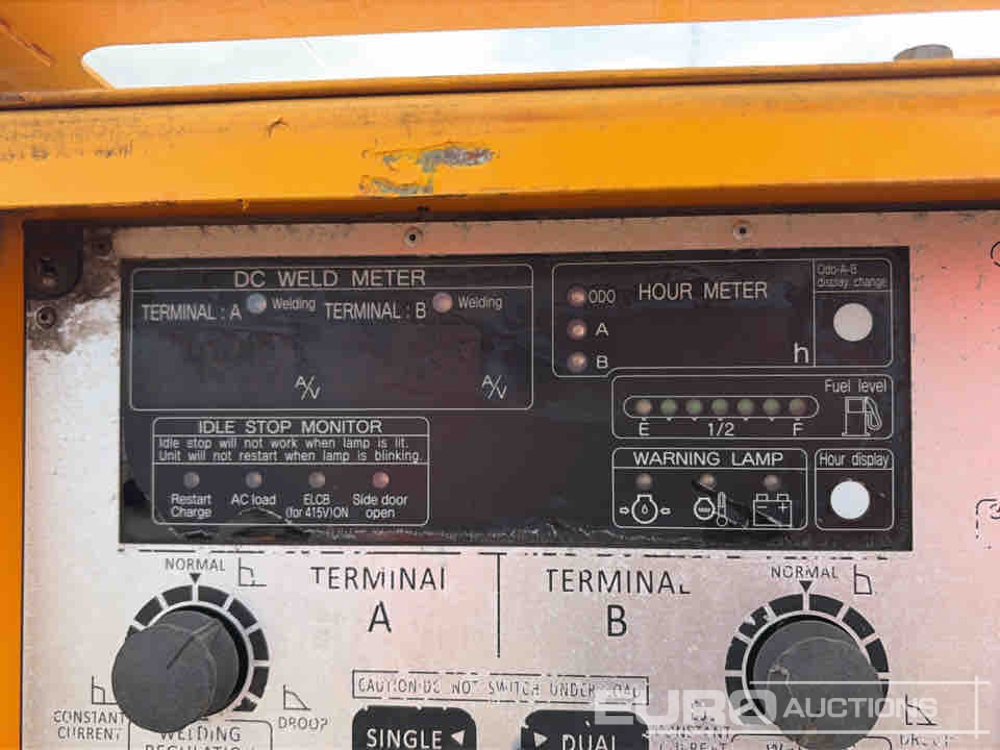 DC WELD METER
TERMINAL : A Welding TERMINAL : B Welding
A/V A/V
ODO HOUR METER
A
B
h
Odo-A-B
display change
Fuel level
E 1/2 F
IDLE STOP MONITOR
Idle stop will not work when lamp is lit.
Unit will not restart when lamp is blinking.
Restart
Charge
AC load
ELCB
(for 415V)ON
Side door
open
WARNING LAMP
Hour display
NORMAL
TERMINAL
A
TERMINAL
B
NORMAL
CAUTION:DO NOT SWITCH UNDER LOAD
CONSTANT
CURRENT
DROOP
WELDING
SINGLE ◄
► DUAL
EURO AUCTIONS